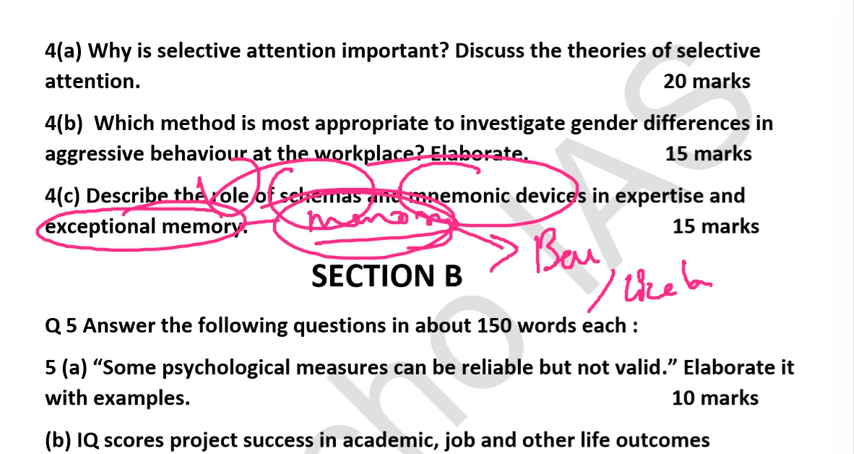 4(a) Why is selective attention important? Discuss the theories of selective
attention. 20 marks
4(b) Which method is most appropriate to investigate gender differences in
aggressive behaviour at the workplace? Elaborate. 15 marks
4(c) Describe the role of schemas and mnemonic devices in expertise and
exceptional memory. 15 marks
SECTION B
Q 5 Answer the following questions in about 150 words each :
5 (a) “Some psychological measures can be reliable but not valid.” Elaborate it
with examples. 10 marks
(b) IQ scores project success in academic, job and other life outcomes